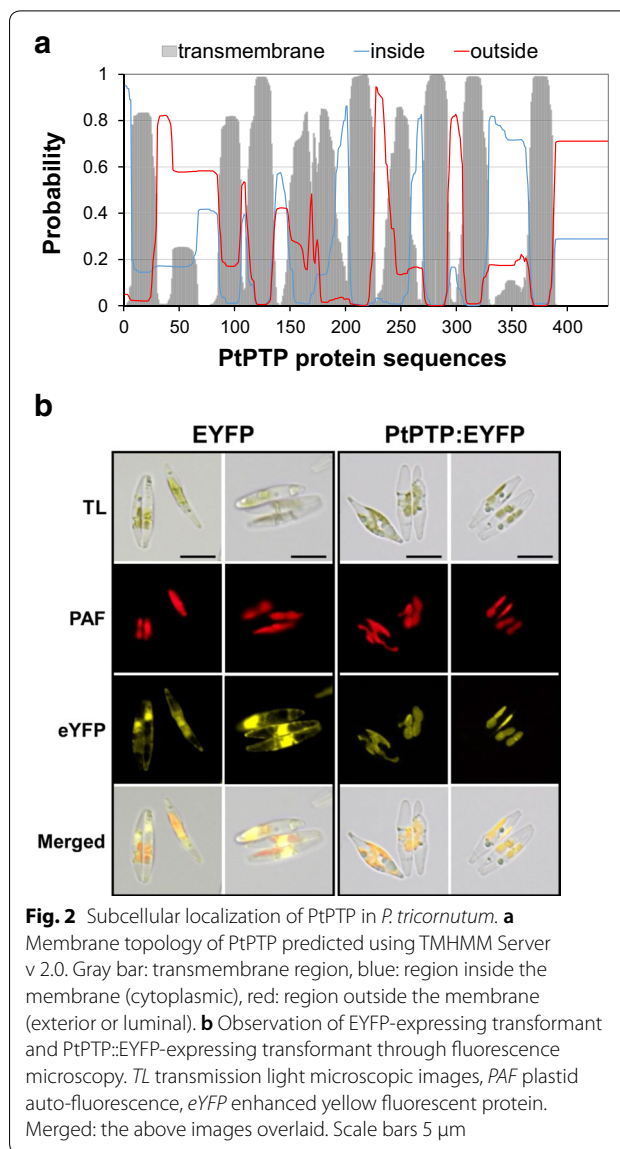 a
transmembrane inside outside
1
0.8
0.6
0.4
0.2
0
Probability
0 50 100 150 200 250 300 350 400
PtPTP protein sequences
b
EYFP PtPTP:EYFP
TL
PAF
eYFP
Merged
Fig. 2 Subcellular localization of PtPTP in P. tricornutum. a
Membrane topology of PtPTP predicted using TMHMM Server
v 2.0. Gray bar: transmembrane region, blue: region inside the
membrane (cytoplasmic), red: region outside the membrane
(exterior or luminal). b Observation of EYFP-expressing transformant
and PtPTP::EYFP-expressing transformant through fluorescence
microscopy. TL transmission light microscopic images, PAF plastid
auto-fluorescence, eYFP enhanced yellow fluorescent protein.
Merged: the above images overlaid. Scale bars 5 µm